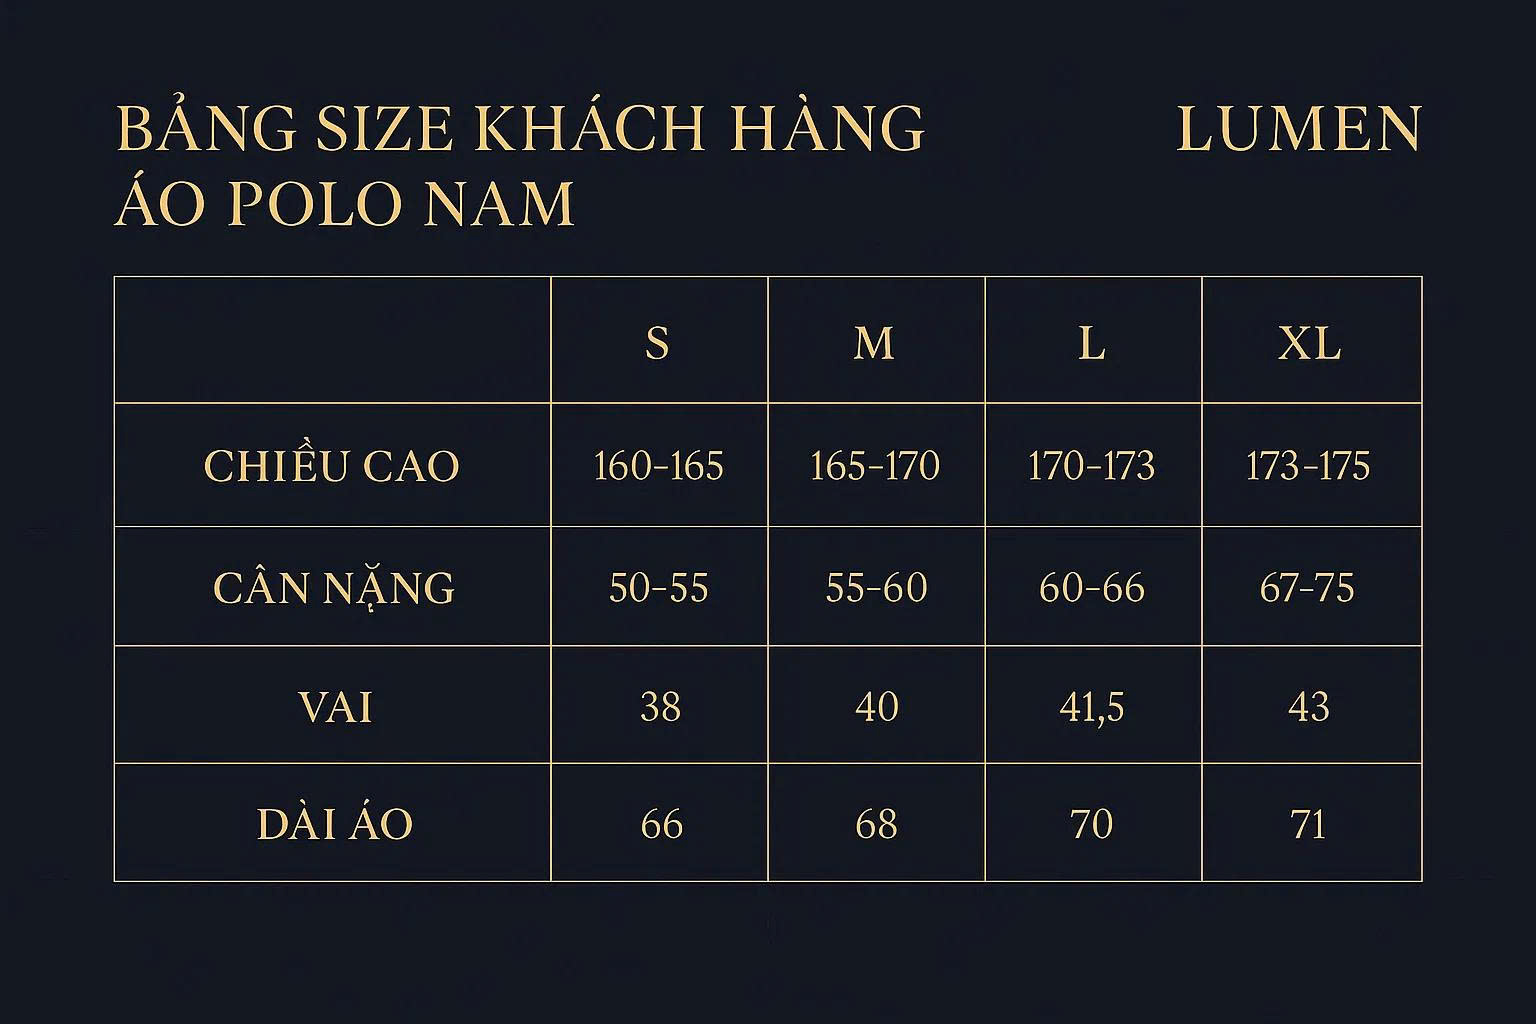 BẢNG SIZE KHÁCH HÀNG LUMEN
ÁO POLO NAM
S M L XL
CHIỀU CAO 160-165 165-170 170-173 173-175
CÂN NẶNG 50-55 55-60 60-66 67-75
VAI 38 40 41,5 43
DÀI ÁO 66 68 70 71